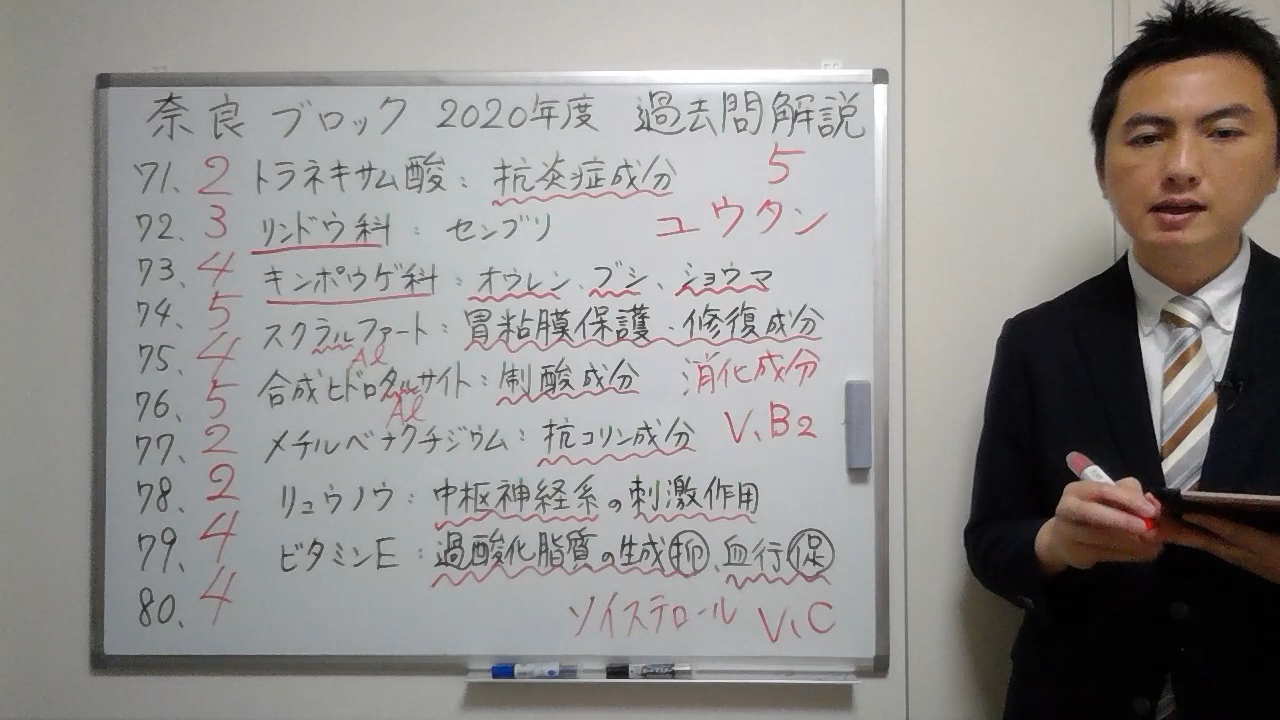 奈良ブロック 2020年度 過去問解説
71. 2 トラネキサム酸：抗炎症成分 5
72. 3 リンドウ科：センブリ ユウタン
73. 4 キンポウゲ科：オウレン、ブシ、ショウマ
74. 5 スクラルファート：胃粘膜保護・修復成分
Al
75. 4
合成ヒドロタルサイト：制酸成分 消化成分
Al
76. 5
77. 2 メチルベナクチジウム：抗コリン成分 V.B2
78. 2 リュウノウ：中枢神経系の刺激作用
79. 4 ビタミンE：過酸化脂質の生成抑、血行促
80. 4 ソイステロール V.C